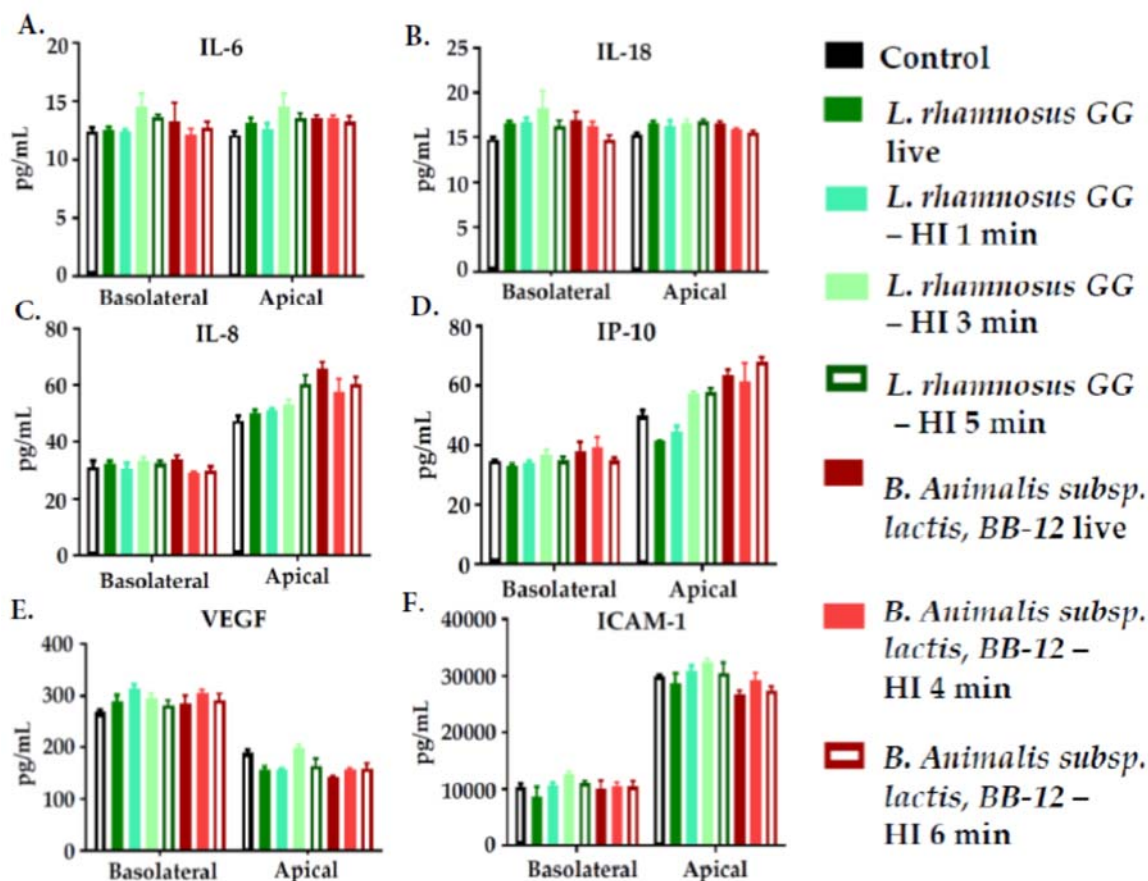 A.
IL-6
20
15
10
5
0
pg/mL
Basolateral Apical
B.
IL-18
25
20
15
10
5
0
pg/mL
Basolateral Apical
C.
IL-8
80
60
40
20
0
pg/mL
Basolateral Apical
D.
IP-10
80
60
40
20
0
pg/mL
Basolateral Apical
E.
VEGF
400
300
200
100
0
pg/mL
Basolateral Apical
F.
ICAM-1
40000
30000
20000
10000
0
pg/mL
Basolateral Apical
Control
L. rhamnosus GG
live
L. rhamnosus GG
– HI 1 min
L. rhamnosus GG
– HI 3 min
L. rhamnosus GG
– HI 5 min
B. Animalis subsp.
lactis, BB-12 live
B. Animalis subsp.
lactis, BB-12 –
HI 4 min
B. Animalis subsp.
lactis, BB-12 –
HI 6 min